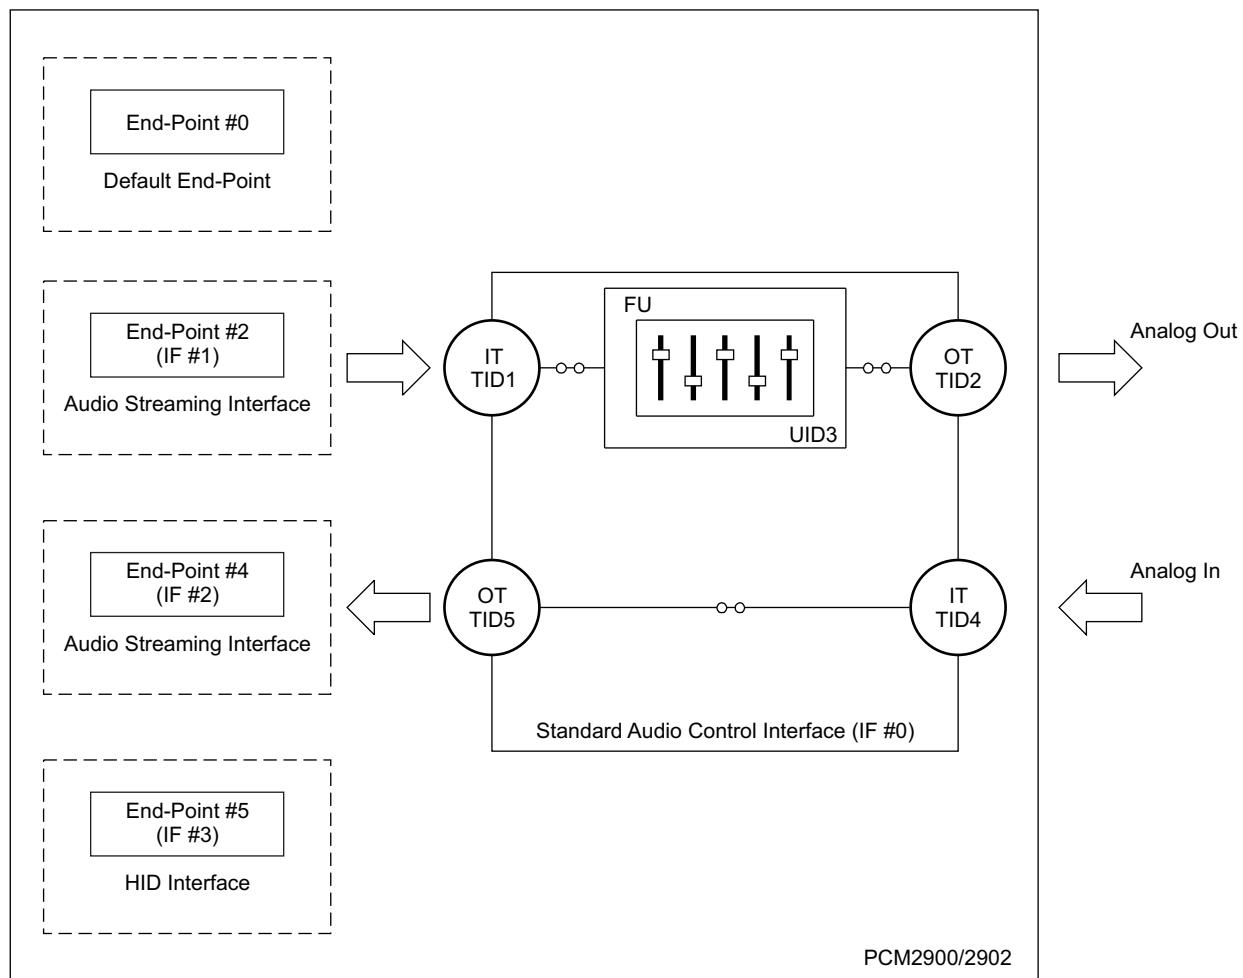 End-Point #0
Default End-Point
End-Point #2
(IF #1)
Audio Streaming Interface
IT
TID1
FU
UID3
OT
TID2
Analog Out
End-Point #4
(IF #2)
Audio Streaming Interface
OT
TID5
IT
TID4
Analog In
Standard Audio Control Interface (IF #0)
End-Point #5
(IF #3)
HID Interface
PCM2900/2902